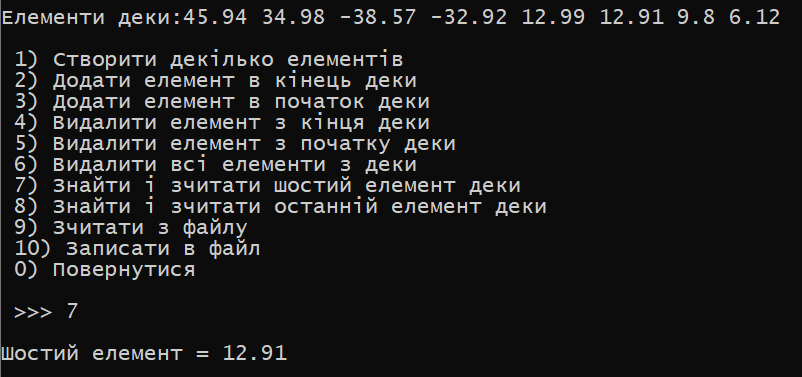 Елементи деки:45.94 34.98 -38.57 -32.92 12.99 12.91 9.8 6.12
1) Створити декілька елементів
2) Додати елемент в кінець деки
3) Додати елемент в початок деки
4) Видалити елемент з кінця деки
5) Видалити елемент з початку деки
6) Видалити всі елементи з деки
7) Знайти і зчитати шостий елемент деки
8) Знайти і зчитати останній елемент деки
9) Зчитати з файлу
10) Записати в файл
0) Повернутися
>>> 7
Шостий елемент = 12.91